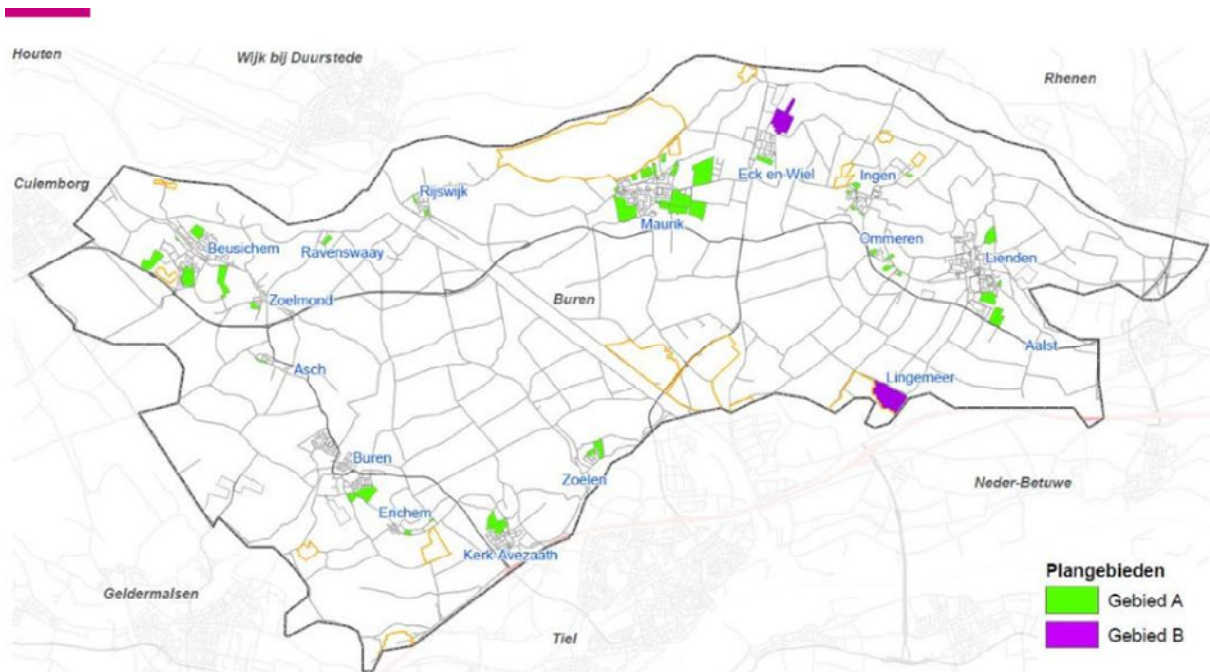 Houten
Wijk bij Duurstede
Rhenen
Culemborg
Rijswijk
Eck en Wiel
Ingen
Maurik
Beusichem
Ravenswaay
Ommeren
Lienden
Zoelmond
Buren
Aalst
Asch
Lingemeer
Buren
Zoelen
Neder-Betuwe
Erichem
Kerk-Avezaath
Plangebieden
Geldermalsen
Gebied A
Tiel
Gebied B